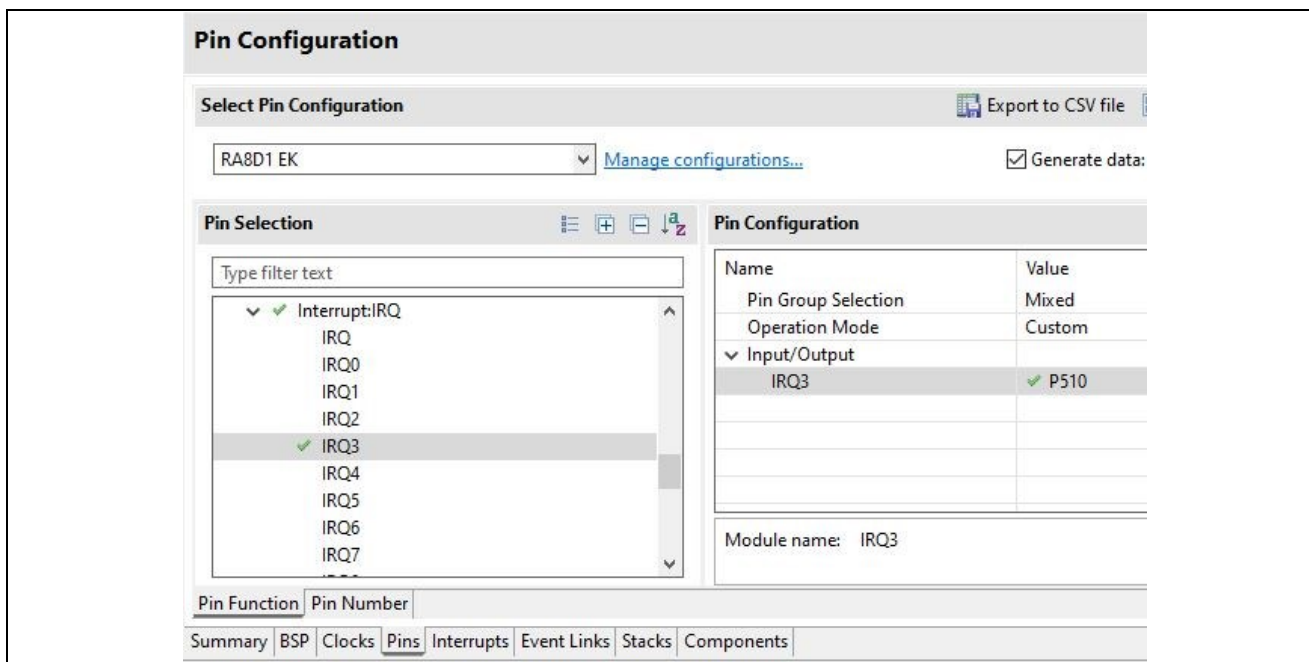 Pin Configuration
Select Pin Configuration
Export to CSV file
RA8D1 EK
Manage configurations...
Generate data:
Pin Selection
Type filter text
Interrupt:IRQ
IRQ
IRQ0
IRQ1
IRQ2
IRQ3
IRQ4
IRQ5
IRQ6
IRQ7
Pin Configuration
Name Value
Pin Group Selection Mixed
Operation Mode Custom
Input/Output
IRQ3 P510
Module name: IRQ3
Pin Function Pin Number
Summary BSP Clocks Pins Interrupts Event Links Stacks Components